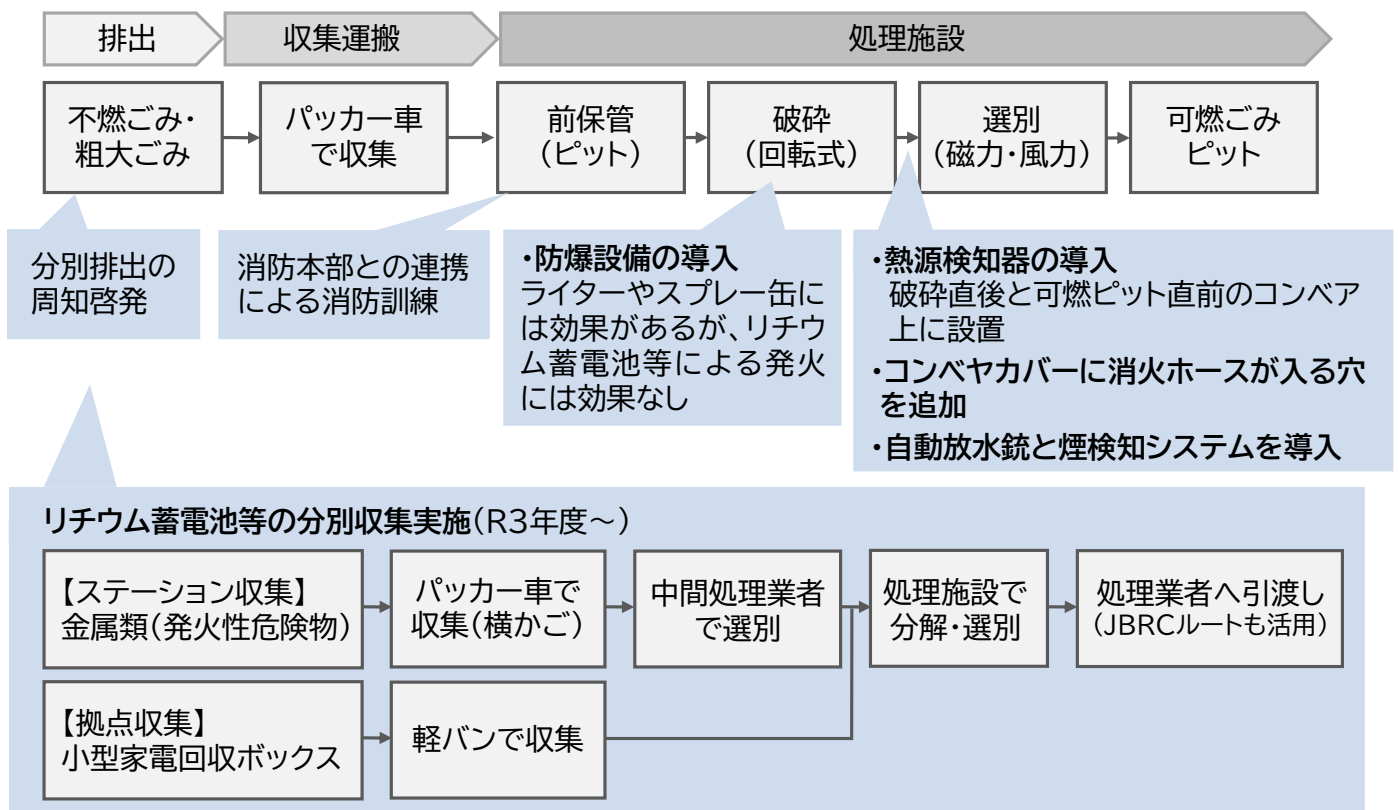 排出
収集運搬
処理施設
不燃ごみ・
粗大ごみ
パッカー車
で収集
前保管
（ピット）
破砕
（回転式）
選別
（磁力・風力）
可燃ごみ
ピット
分別排出の
周知啓発
消防本部との連携
による消防訓練
・防爆設備の導入
ライターやスプレー缶に
は効果があるが、リチウ
ム蓄電池等による発火
には効果なし
・熱源検知器の導入
破砕直後と可燃ピット直前のコンベア
上に設置
・コンベヤカバーに消火ホースが入る穴
を追加
・自動放水銃と煙検知システムを導入
リチウム蓄電池等の分別収集実施（R3年度～）
【ステーション収集】
金属類（発火性危険物）
パッカー車で
収集（横かご）
中間処理業者
で選別
処理施設で
分解・選別
処理業者へ引渡し
（JBRCルートも活用）
【拠点収集】
小型家電回収ボックス
軽バンで収集